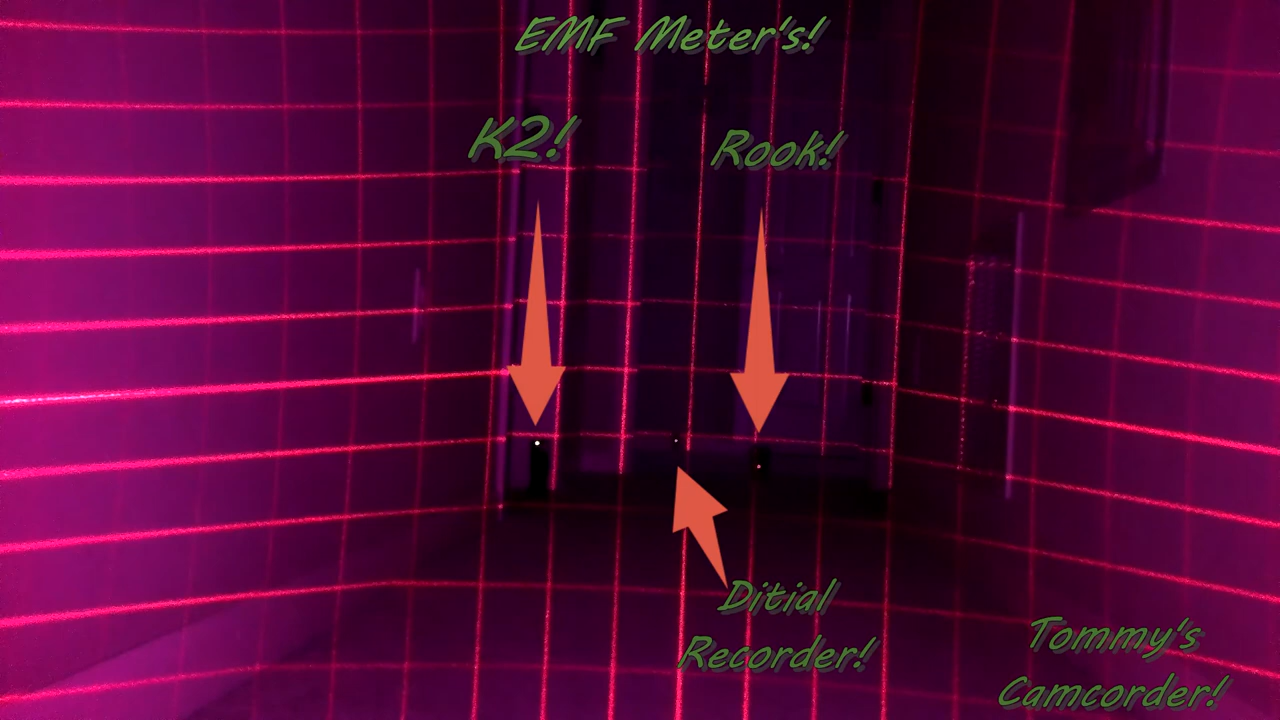 EMF Meter's!
K2!
Rook!
Ditial
Recorder!
Tommy's
Camcorder!